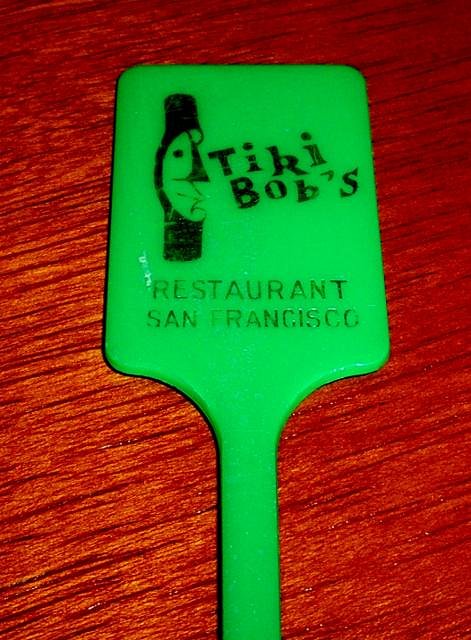 Tiki
Bob's
RESTAURANT
SAN FRANCISCO